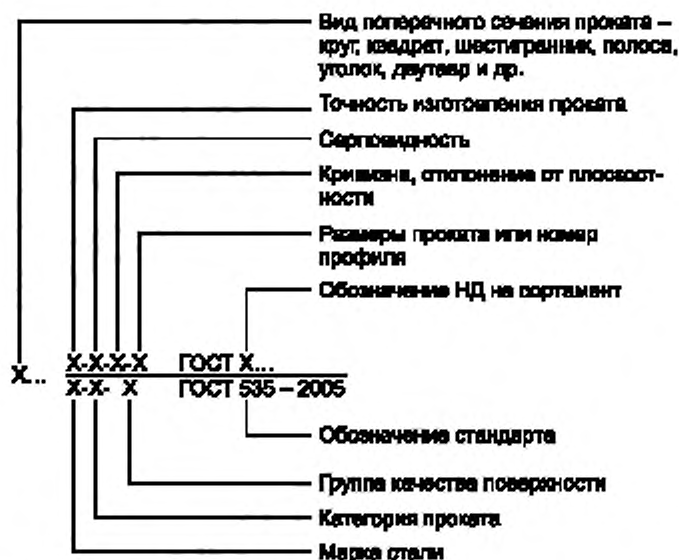 Вид поперечного сечения проката –
круг, квадрат, шестигранник, полоса,
уголок, двутавр и др.
Точность изготовления проката
Серповидность
Кривизна, отклонение от плоскост-
ности
Размеры проката или номер
профиля
Обозначение НД на сортамент
Х-Х-Х-Х ГОСТ Х...
Х...
Х-Х- Х ГОСТ 535 – 2005
Обозначение стандарта
Группа качества поверхности
Категория проката
Марка стали